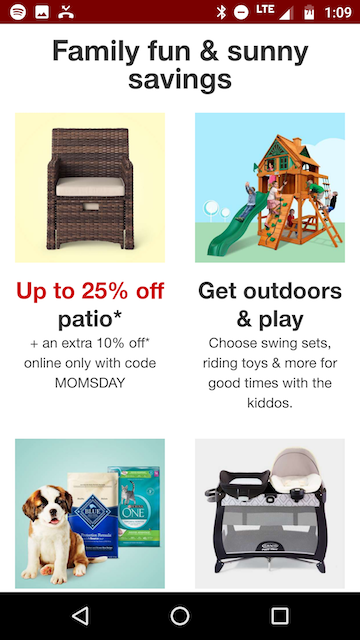 LTE 1:09
Family fun & sunny
savings
Up to 25% off
patio*
+ an extra 10% off*
online only with code
MOMSDAY
Get outdoors
& play
Choose swing sets,
riding toys & more for
good times with the
kiddos.
BLUE
PURINA
ONE
GRACO